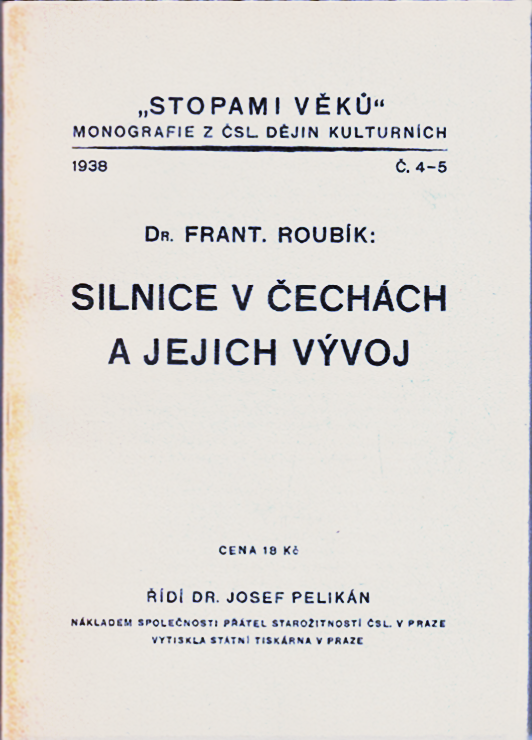 „STOPAMI VĚKŮ“
MONOGRAFIE Z ČSL. DĚJIN KULTURNÍCH
1938 Č. 4-5
DR. FRANT. ROUBÍK:
SILNICE V ČECHÁCH
A JEJICH VÝVOJ
CENA 18 Kč
ŘÍDÍ DR. JOSEF PELIKÁN
NÁKLADEM SPOLEČNOSTI PŘÁTEL STAROŽITNOSTÍ ČSL. V PRAZE
VYTISKLA STÁTNÍ TISKÁRNA V PRAZE